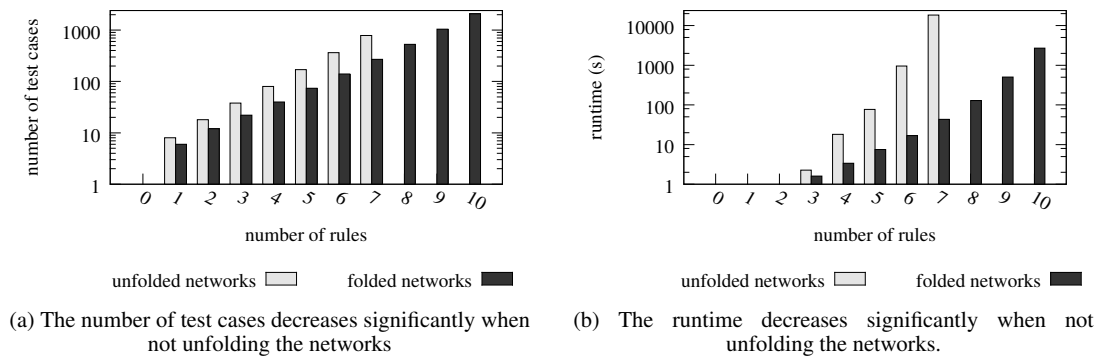 number of test cases
1000
100
10
1
0 1 2 3 4 5 6 7 8 9 10
number of rules
unfolded networks folded networks
(a) The number of test cases decreases significantly when
not unfolding the networks
runtime (s)
10000
1000
100
10
1
0 1 2 3 4 5 6 7 8 9 10
number of rules
unfolded networks folded networks
(b) The runtime decreases significantly when not
unfolding the networks.